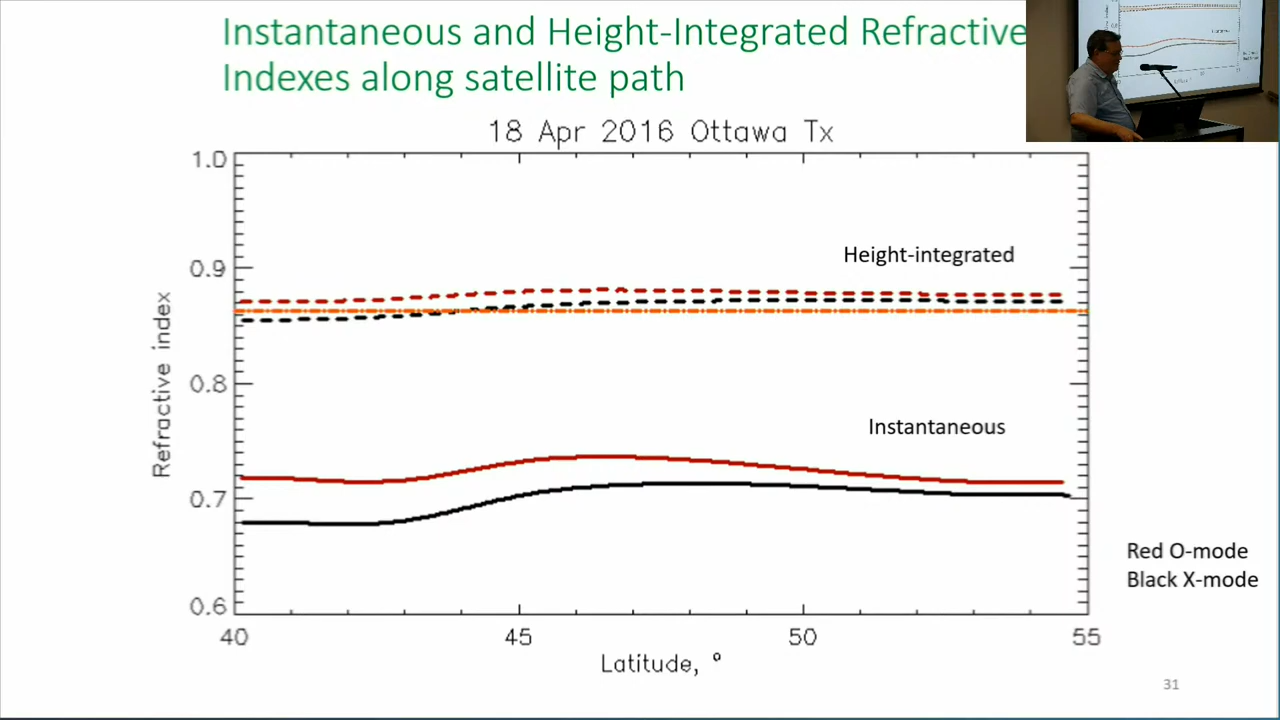 Instantaneous and Height-Integrated Refractive
Indexes along satellite path
18 Apr 2016 Ottawa Tx
1.0
0.9
0.8
0.7
0.6
Refractive index
Height-integrated
Instantaneous
Red O-mode
Black X-mode
40
45
50
55
Latitude, °
31